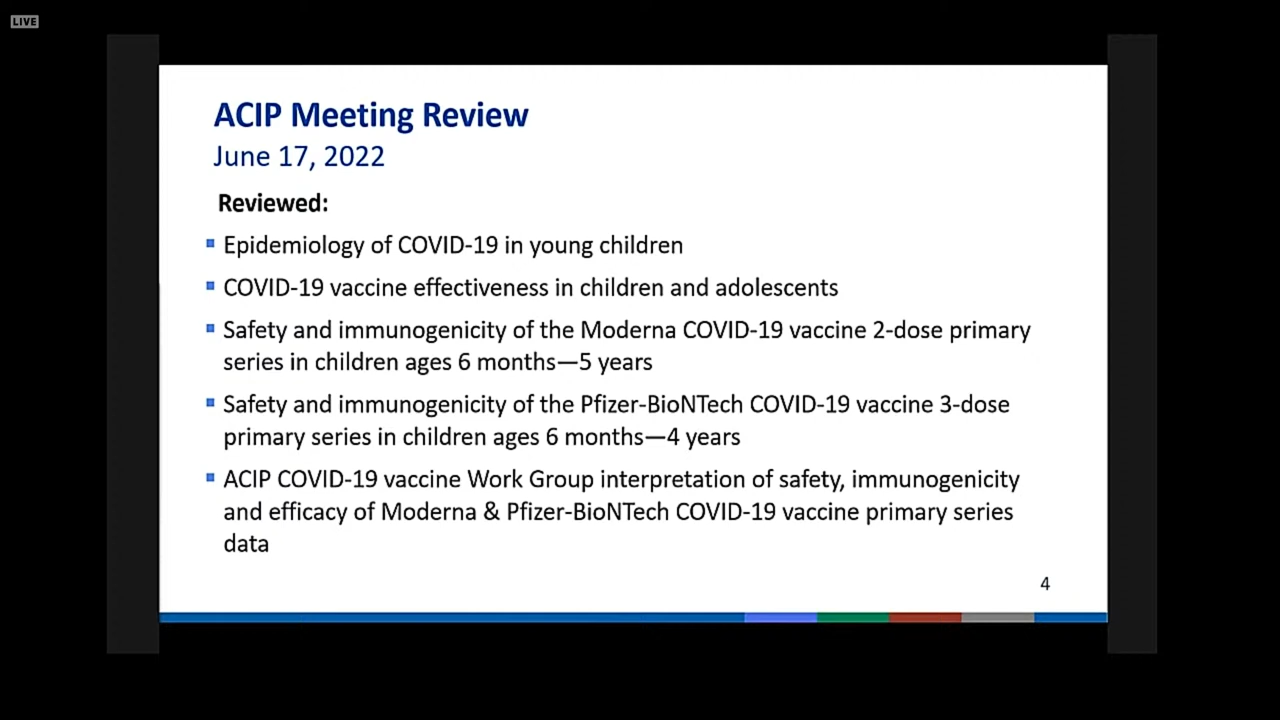 LIVE
ACIP Meeting Review
June 17, 2022
Reviewed:
Epidemiology of COVID-19 in young children
COVID-19 vaccine effectiveness in children and adolescents
Safety and immunogenicity of the Moderna COVID-19 vaccine 2-dose primary
series in children ages 6 months—5 years
Safety and immunogenicity of the Pfizer-BioNTech COVID-19 vaccine 3-dose
primary series in children ages 6 months—4 years
ACIP COVID-19 vaccine Work Group interpretation of safety, immunogenicity
and efficacy of Moderna & Pfizer-BioNTech COVID-19 vaccine primary series
data
4